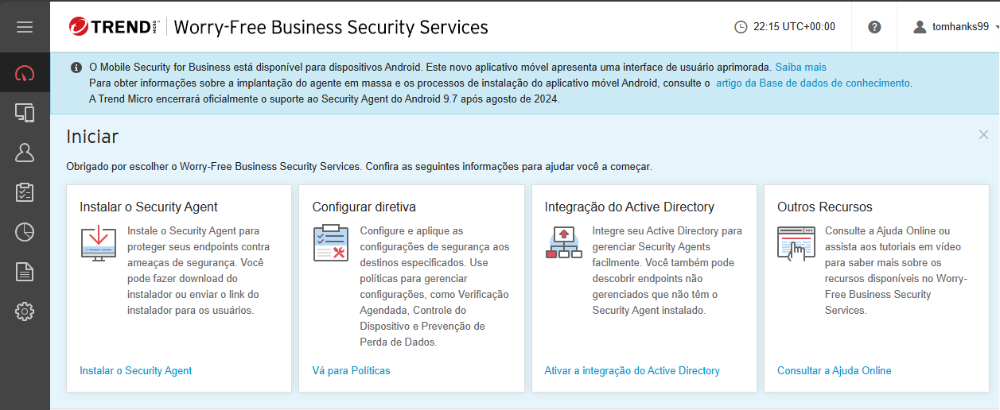 TREND MICRO Worry-Free Business Security Services
22:15 UTC+00:00
tomhanks99
O Mobile Security for Business está disponível para dispositivos Android. Este novo aplicativo móvel apresenta uma interface de usuário aprimorada. Saiba mais
Para obter informações sobre a implantação do agente em massa e os processos de instalação do aplicativo móvel Android, consulte o artigo da Base de dados de conhecimento.
A Trend Micro encerrará oficialmente o suporte ao Security Agent do Android 9.7 após agosto de 2024.
Iniciar
Obrigado por escolher o Worry-Free Business Security Services. Confira as seguintes informações para ajudar você a começar.
Instalar o Security Agent
Instale o Security Agent para
proteger seus endpoints contra
ameaças de segurança. Você
pode fazer download do
instalador ou enviar o link do
instalador para os usuários.
Instalar o Security Agent
Configurar diretiva
Configure e aplique as
configurações de segurança aos
destinos especificados. Use
políticas para gerenciar
configurações, como Verificação
Agendada, Controle do
Dispositivo e Prevenção de
Perda de Dados.
Vá para Políticas
Integração do Active Directory
Integre seu Active Directory para
gerenciar Security Agents
facilmente. Você também pode
descobrir endpoints não
gerenciados que não têm o
Security Agent instalado.
Ativar a integração do Active Directory
Outros Recursos
Consulte a Ajuda Online ou
assista aos tutoriais em vídeo
para saber mais sobre os
recursos disponíveis no Worry-
Free Business Security
Services.
Consultar a Ajuda Online